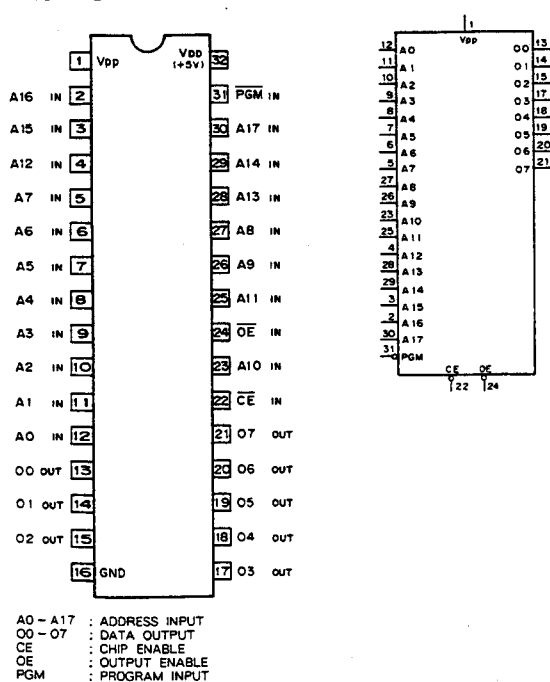 1 Vpp VDD 32
(+5V)
A16 IN 2 31 PGM IN
A15 IN 3 30 A17 IN
A12 IN 4 29 A14 IN
A7 IN 5 28 A13 IN
A6 IN 6 27 A8 IN
A5 IN 7 26 A9 IN
A4 IN 8 25 A11 IN
A3 IN 9 24 OE IN
A2 IN 10 23 A10 IN
A1 IN 11 22 CE IN
A0 IN 12 21 O7 OUT
O0 OUT 13 20 O6 OUT
O1 OUT 14 19 O5 OUT
O2 OUT 15 18 O4 OUT
16 GND 17 O3 OUT
A0 - A17 : ADDRESS INPUT
O0 - O7 : DATA OUTPUT
CE : CHIP ENABLE
OE : OUTPUT ENABLE
PGM : PROGRAM INPUT
1
Vpp
12 A0 O0 13
11 A1 O1 14
10 A2 O2 15
9 A3 O3 17
8 A4 O4 18
7 A5 O5 19
6 A6 O6 20
5 A7 O7 21
27 A8
26 A9
23 A10
25 A11
4 A12
28 A13
29 A14
3 A15
2 A16
30 A17
31 PGM
CE OE
22 24